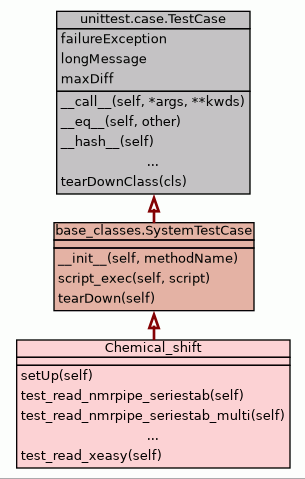 unittest.case.TestCase
failureException
longMessage
maxDiff
__call__(self, *args, **kwds)
__eq__(self, other)
__hash__(self)
...
tearDownClass(cls)
base_classes.SystemTestCase
__init__(self, methodName)
script_exec(self, script)
tearDown(self)
Chemical_shift
setUp(self)
test_read_nmrpipe_seriestab(self)
test_read_nmrpipe_seriestab_multi(self)
...
test_read_xeasy(self)